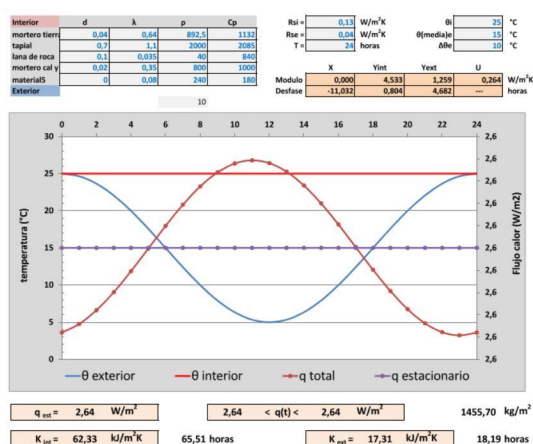 Interior d λ ρ Cp
mortero tierra 0,04 0,64 892,5 1132
tapial 0,7 1,1 2000 2085
lana de roca 0,1 0,035 40 840
mortero cal y 0,02 0,35 800 1000
material5 0 0,08 240 180
Exterior
10
Rsi = 0,13 W/m²K
Rse = 0,04 W/m²K
T = 24 horas
θi 25 °C
θ(media)e 15 °C
Δθe 10 °C
X Yint Yext U
Modulo 0,000 4,533 1,259 0,264 W/m²K
Desfase -11,032 0,804 4,682 --- horas
0 2 4 6 8 10 12 14 16 18 20 22 24
30
25
20
15
10
5
0
temperatura (°C)
2,6
2,6
2,6
2,6
2,6
2,6
2,6
2,6
2,6
2,6
2,6
Flujo calor (W/m2)
θ exterior θ interior q total q estacionario
q est = 2,64 W/m² 2,64 < q(t) < 2,64 W/m² 1455,70 kg/m²
K int = 62,33 kJ/m²K 65,51 horas K ext = 17,31 kJ/m²K 18,19 horas